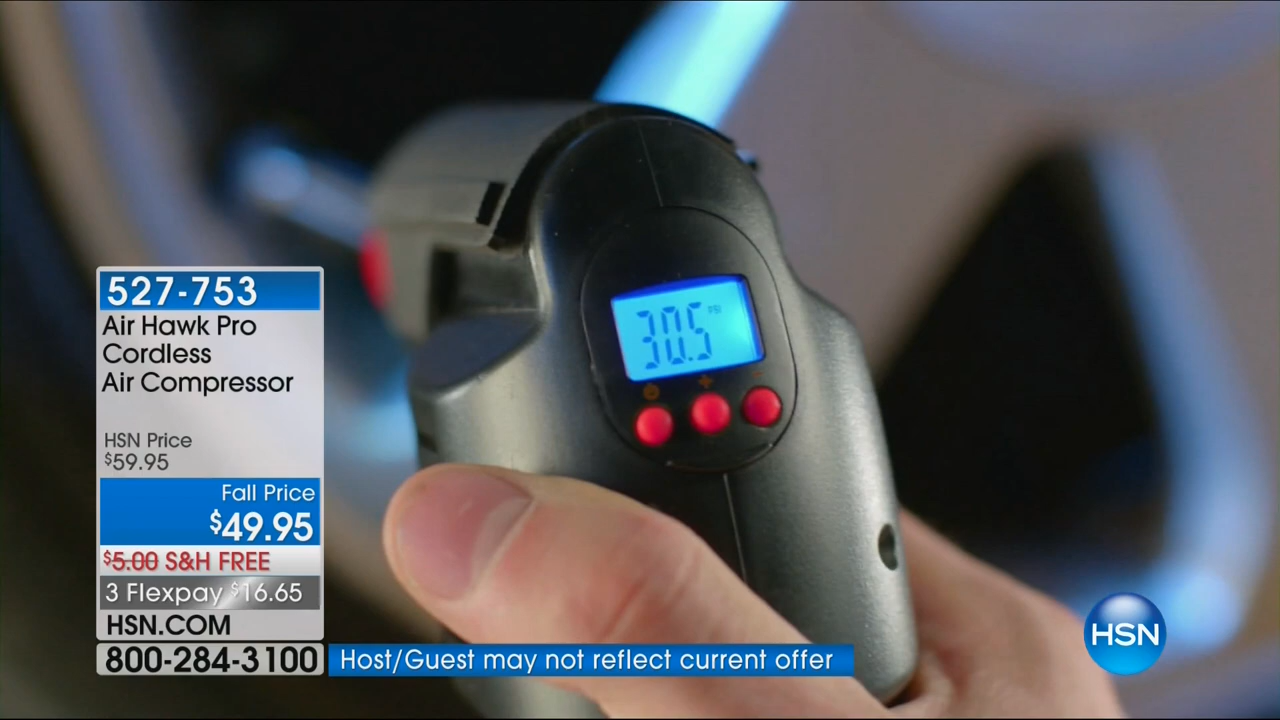 527-753
Air Hawk Pro
Cordless
Air Compressor
HSN Price
$59.95
Fall Price
$49.95
$5.00 S&H FREE
3 Flexpay $16.65
HSN.COM
800-284-3100
Host/Guest may not reflect current offer
30.5 PSI
HSN